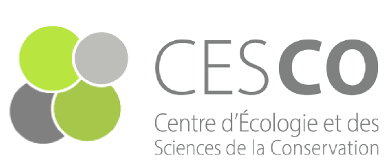 CESCO
Centre d'Écologie et des
Sciences de la Conservation